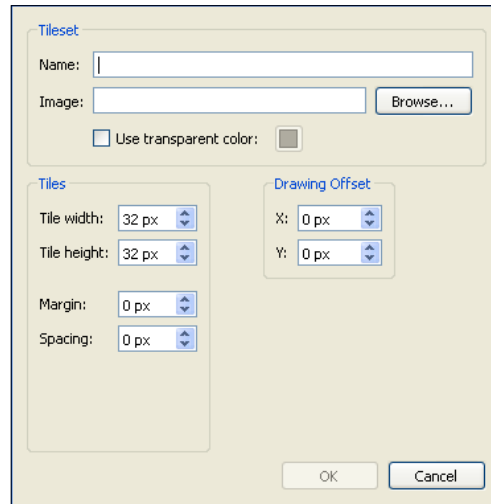 Tileset
Name:
Image:
Browse...
Use transparent color:
Tiles
Tile width: 32 px
Tile height: 32 px
Margin: 0 px
Spacing: 0 px
Drawing Offset
X: 0 px
Y: 0 px
OK
Cancel